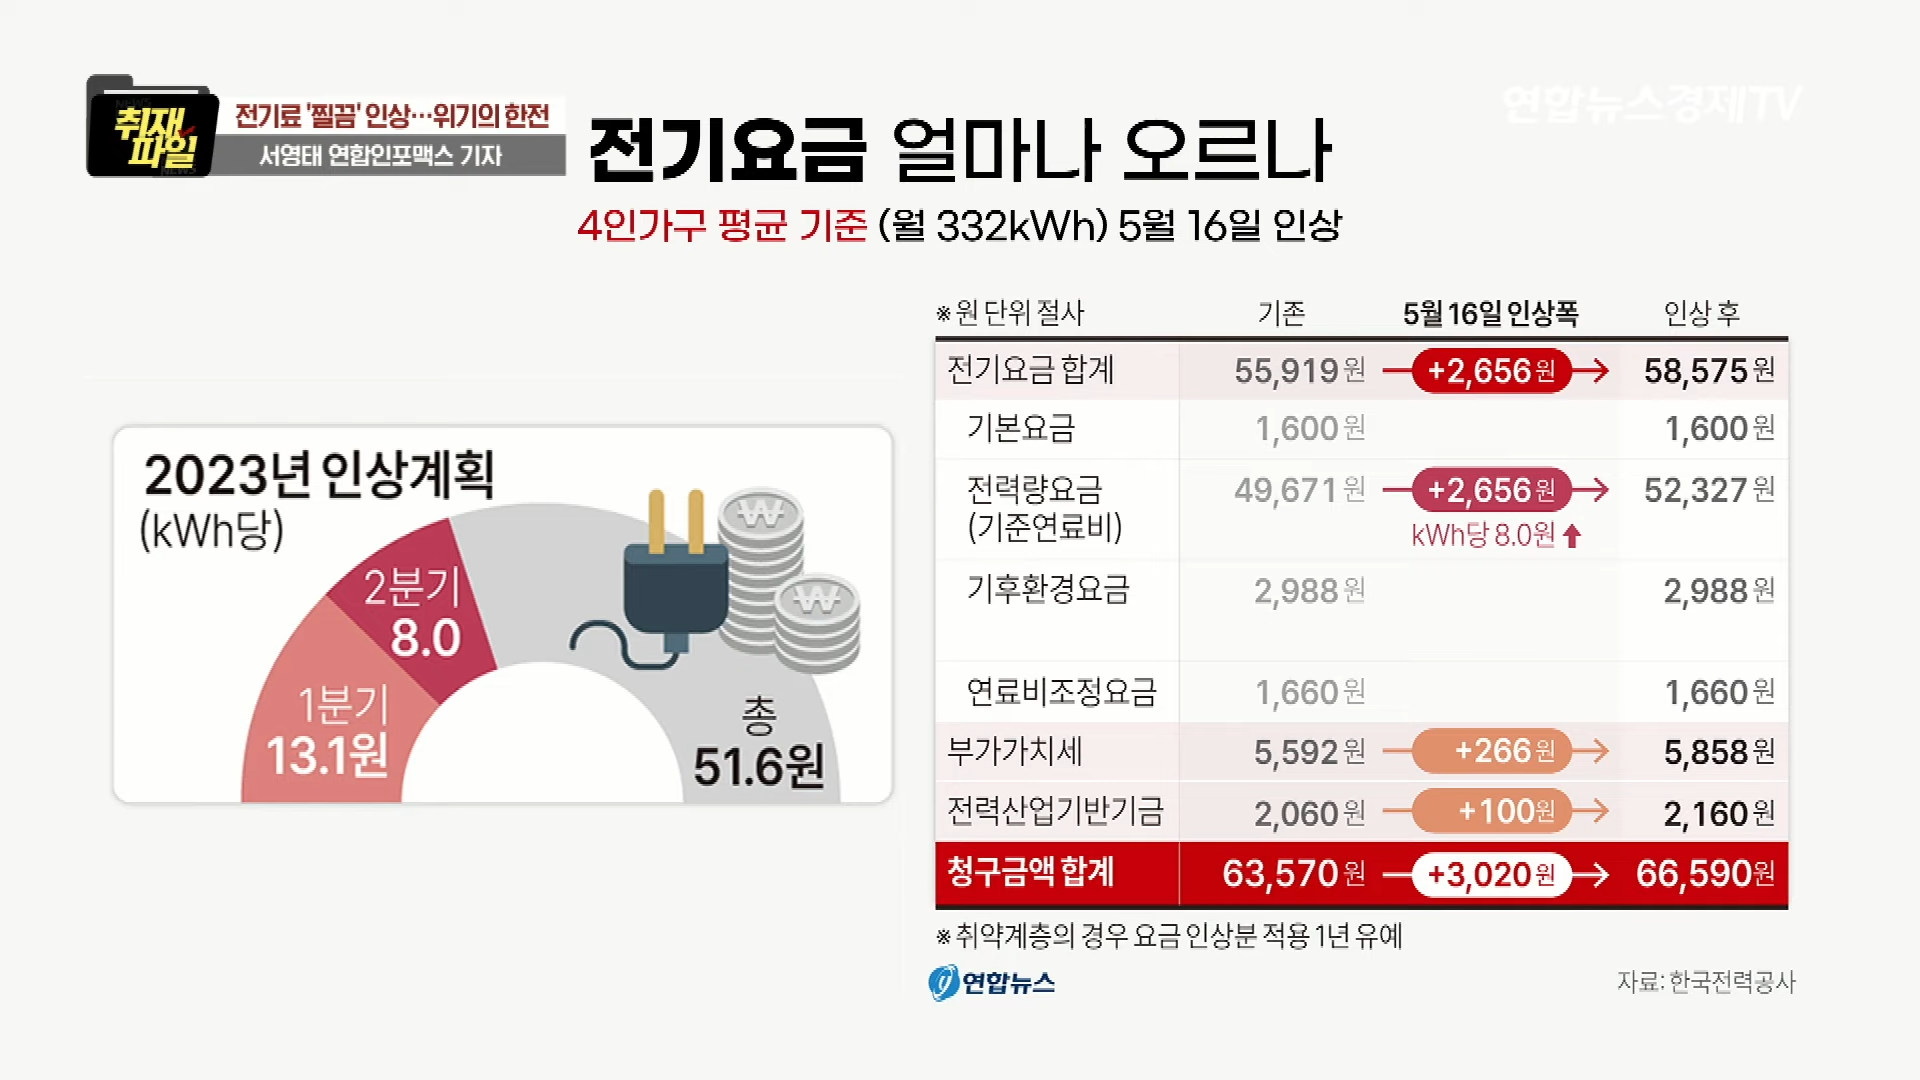 취재
파일
전기료 '찔끔' 인상…위기의 한전
서영태 연합인포맥스 기자
연합뉴스경제TV
전기요금 얼마나 오르나
4인가구 평균 기준 (월 332kWh) 5월 16일 인상
2023년 인상계획
(kWh당)
2분기
8.0
1분기
13.1원
총
51.6원
※ 원 단위 절사 기존 5월 16일 인상폭 인상 후
전기요금 합계 55,919원 +2,656원 58,575원
기본요금 1,600원 1,600원
전력량요금 49,671원 +2,656원 52,327원
(기준연료비) kWh당 8.0원
기후환경요금 2,988원 2,988원
연료비조정요금 1,660원 1,660원
부가가치세 5,592원 +266원 5,858원
전력산업기반기금 2,060원 +100원 2,160원
청구금액 합계 63,570원 +3,020원 66,590원
※ 취약계층의 경우 요금 인상분 적용 1년 유예
연합뉴스 자료: 한국전력공사